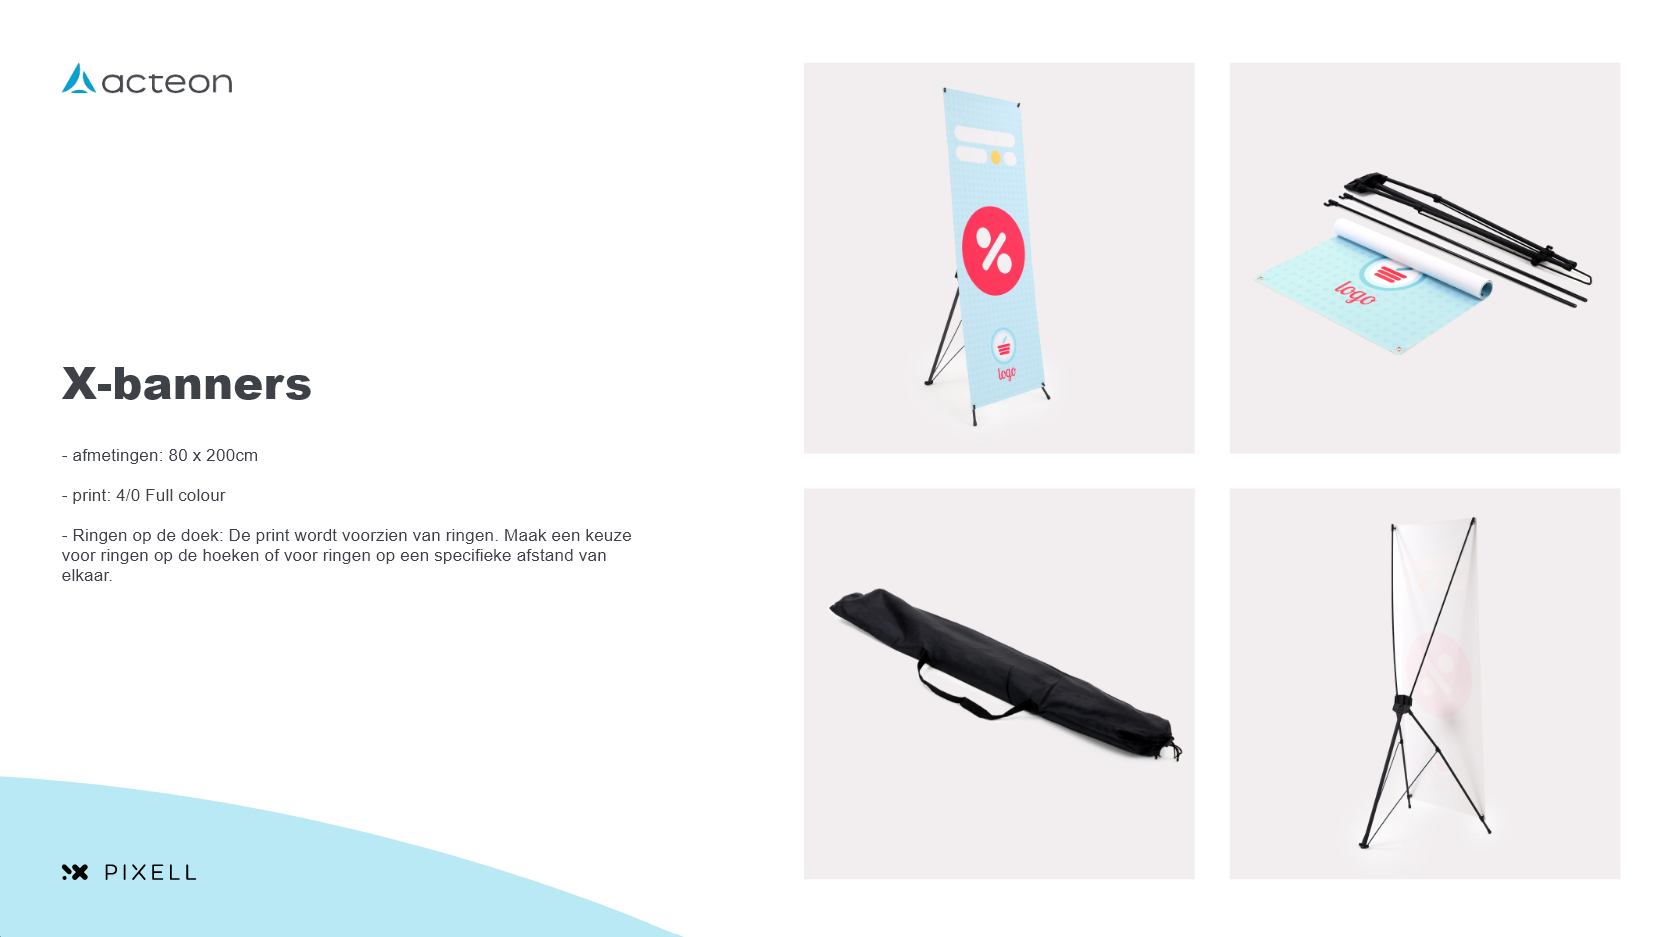 acteon
X-banners
- afmetingen: 80 x 200cm
- print: 4/0 Full colour
- Ringen op de doek: De print wordt voorzien van ringen. Maak een keuze
voor ringen op de hoeken of voor ringen op een specifieke afstand van
elkaar.
PIXELL
%
logo
logo
%